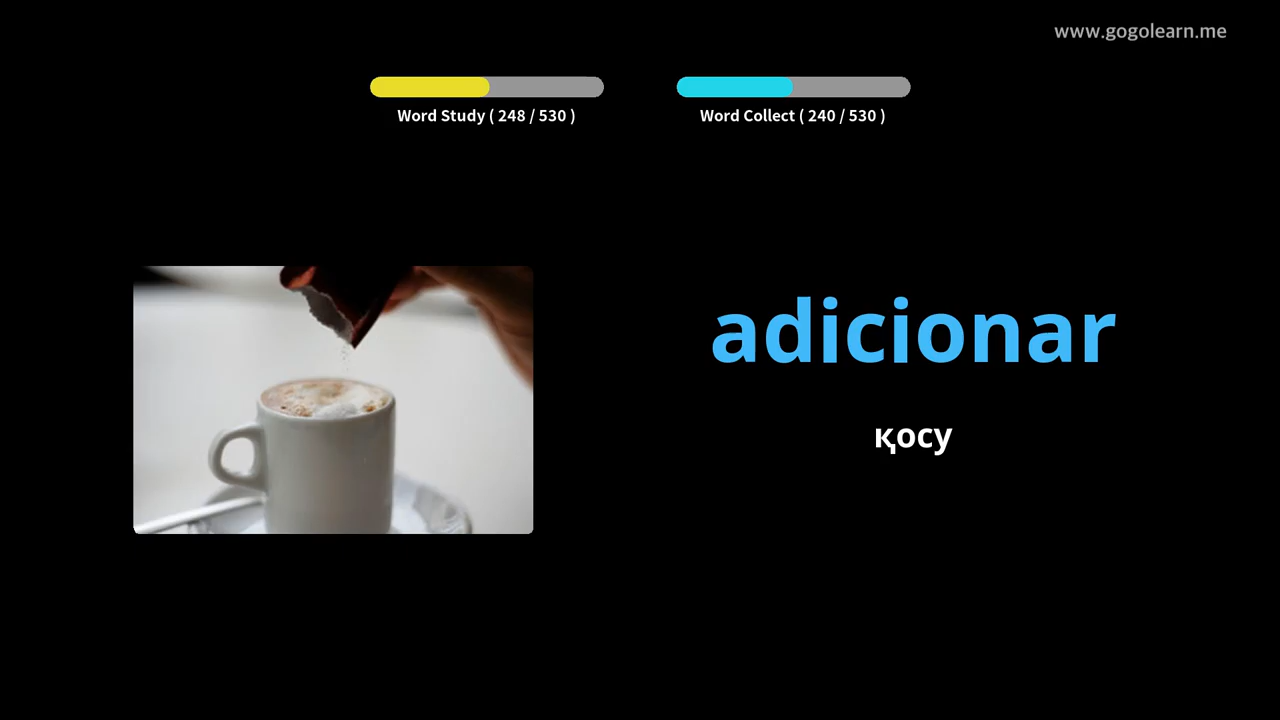 www.gogolearn.me
Word Study ( 248 / 530 )
Word Collect ( 240 / 530 )
adicionar
қосу